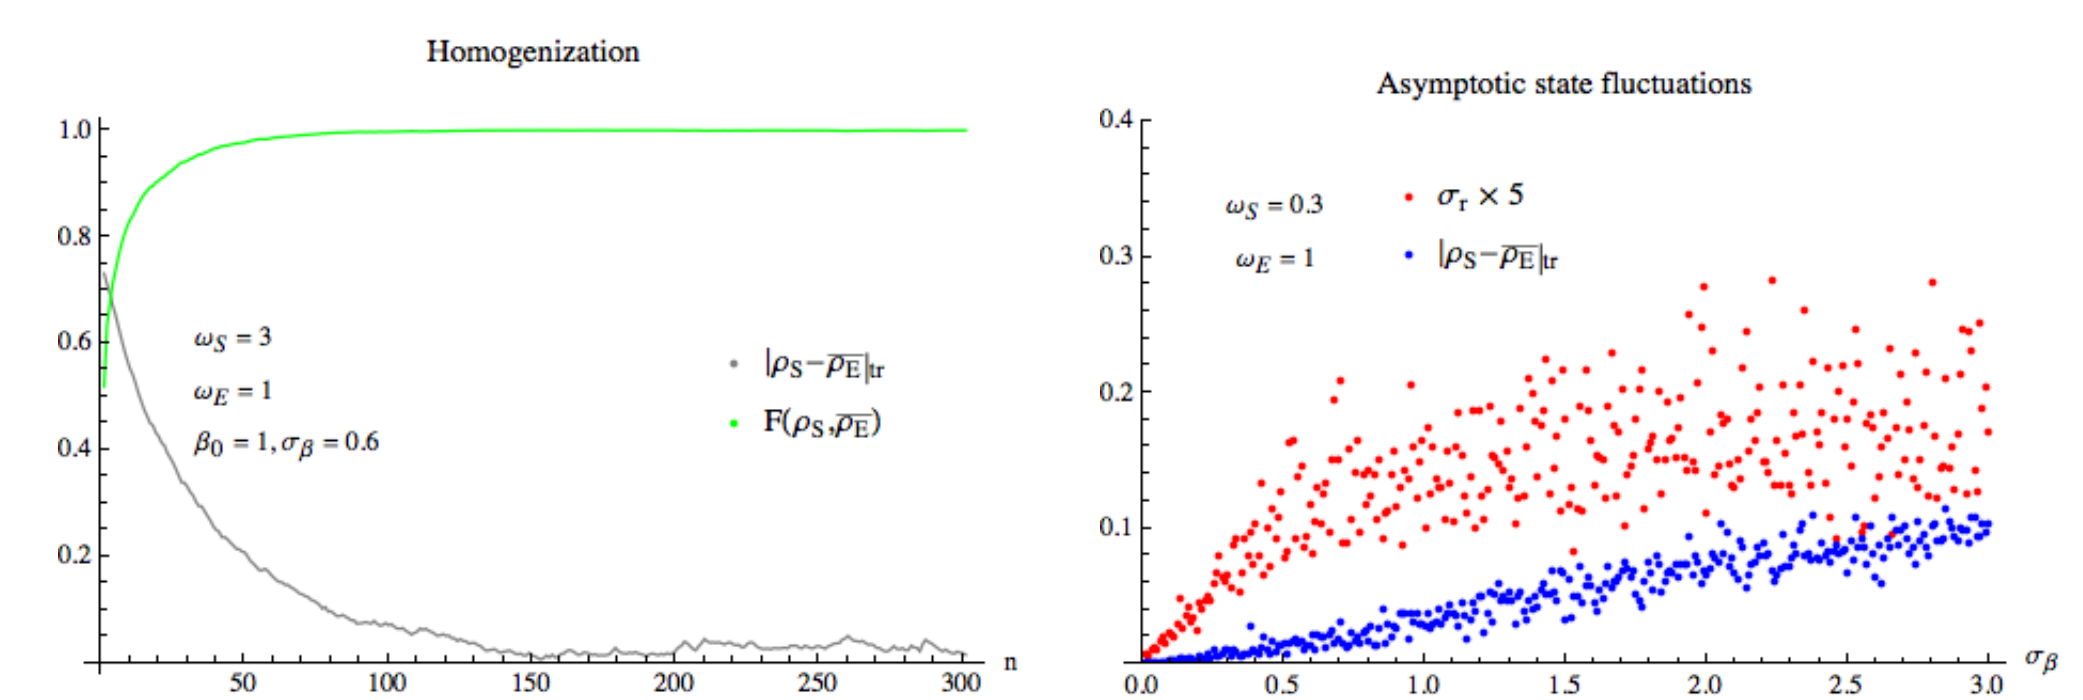 Homogenization
1.0
0.8
0.6
0.4
0.2
ω_S = 3
ω_E = 1
β_0 = 1, σ_β = 0.6
|ρ_S−ρ̅_E̅|_tr
F(ρ_S,ρ̅_E̅)
50 100 150 200 250 300 n
Asymptotic state fluctuations
0.4
0.3
0.2
0.1
ω_S = 0.3
ω_E = 1
σ_r × 5
|ρ_S−ρ̅_E̅|_tr
0.0 0.5 1.0 1.5 2.0 2.5 3.0 σ_β